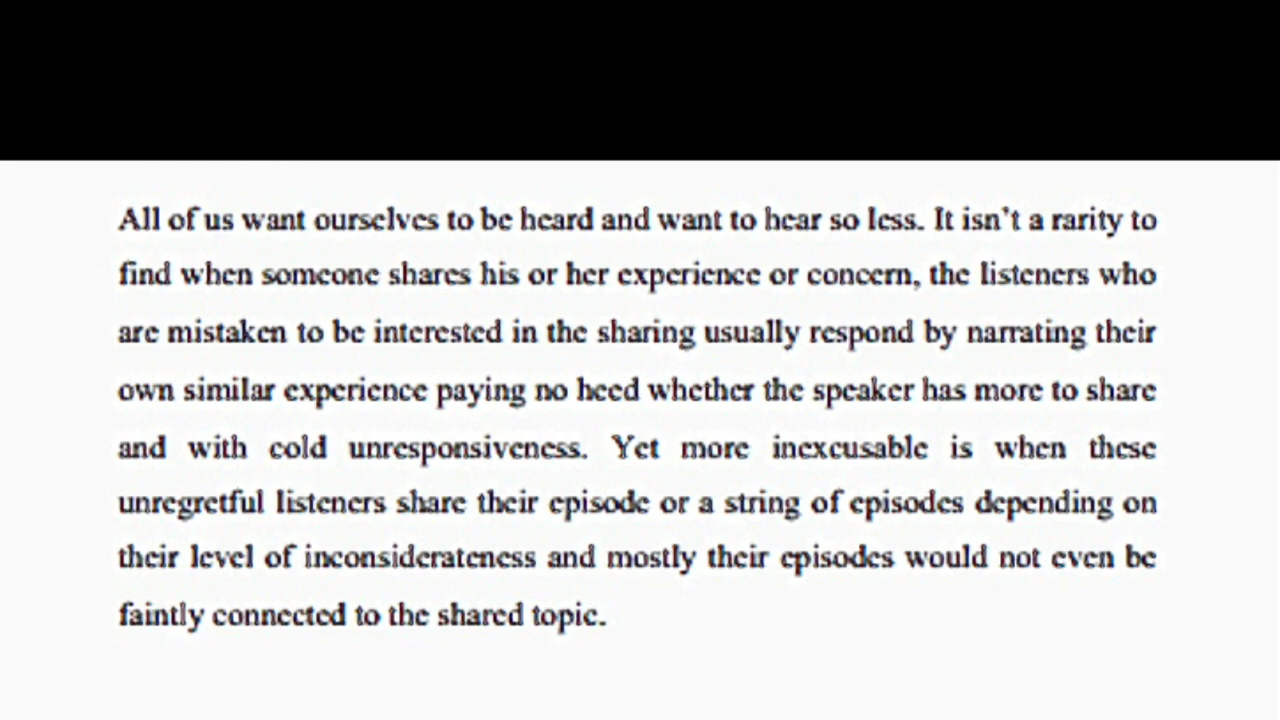 All of us want ourselves to be heard and want to hear so less. It isn't a rarity to
find when someone shares his or her experience or concern, the listeners who
are mistaken to be interested in the sharing usually respond by narrating their
own similar experience paying no heed whether the speaker has more to share
and with cold unresponsiveness. Yet more inexcusable is when these
unregretful listeners share their episode or a string of episodes depending on
their level of inconsiderateness and mostly their episodes would not even be
faintly connected to the shared topic.